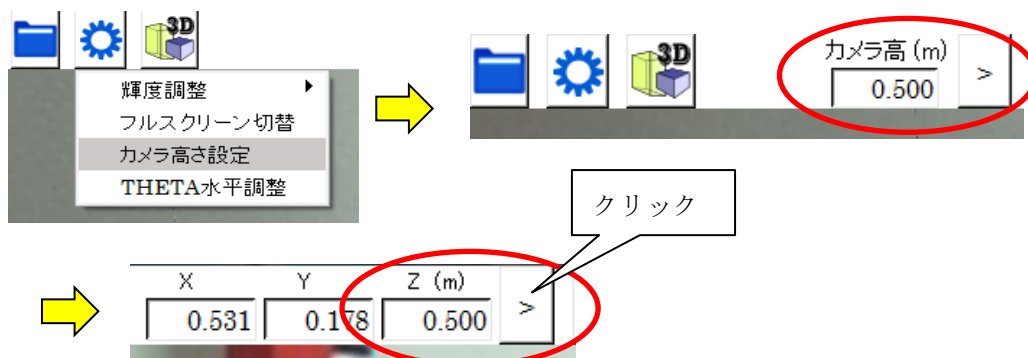 3D
輝度調整
フルスクリーン切替
カメラ高さ設定
THETA水平調整
3D
カメラ高 (m)
0.500 >
クリック
X Y Z (m)
0.531 0.178 0.500 >